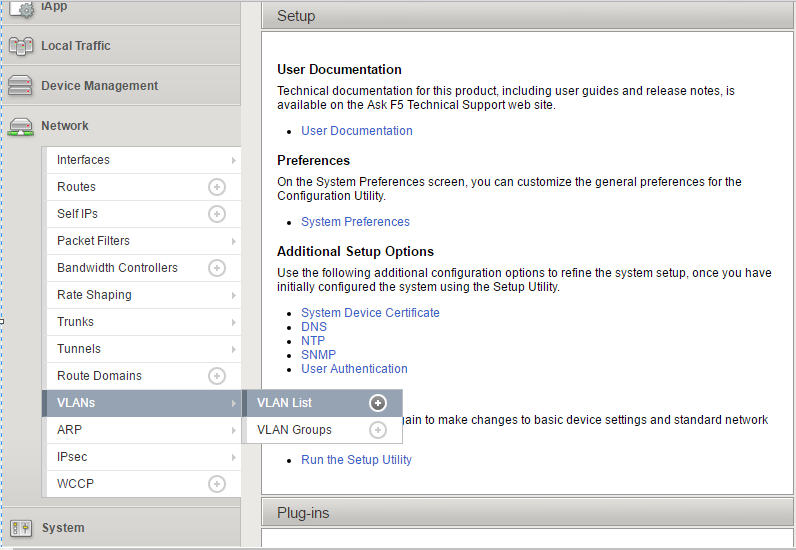 iApp
Local Traffic
Device Management
Network
Interfaces
Routes
Self IPs
Packet Filters
Bandwidth Controllers
Rate Shaping
Trunks
Tunnels
Route Domains
VLANs
ARP
IPsec
WCCP
System
VLAN List
VLAN Groups
Setup
User Documentation
Technical documentation for this product, including user guides and release notes, is
available on the Ask F5 Technical Support web site.
User Documentation
Preferences
On the System Preferences screen, you can customize the general preferences for the
Configuration Utility.
System Preferences
Additional Setup Options
Use the following additional configuration options to refine the system setup, once you have
initially configured the system using the Setup Utility.
System Device Certificate
DNS
NTP
SNMP
User Authentication
to make changes to basic device settings and standard network
Run the Setup Utility
Plug-ins